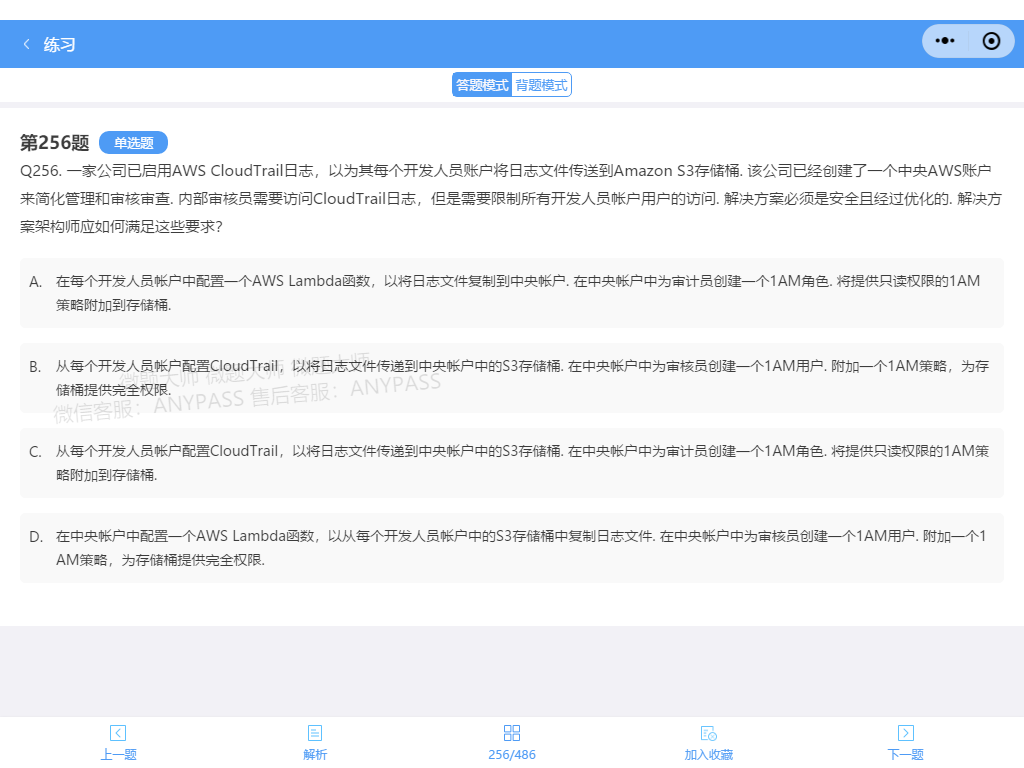 练习
答题模式 背题模式
第256题 单选题
Q256. 一家公司已启用AWS CloudTrail日志，以为其每个开发人员账户将日志文件传送到Amazon S3存储桶. 该公司已经创建了一个中央AWS账户
来简化管理和审核审查. 内部审核员需要访问CloudTrail日志，但是需要限制所有开发人员帐户用户的访问. 解决方案必须是安全且经过优化的. 解决方
案架构师应如何满足这些要求?
A. 在每个开发人员帐户中配置一个AWS Lambda函数，以将日志文件复制到中央帐户. 在中央帐户中为审计员创建一个1AM角色. 将提供只读权限的1AM
策略附加到存储桶.
B. 从每个开发人员帐户配置CloudTrail，以将日志文件传递到中央帐户中的S3存储桶. 在中央帐户中为审核员创建一个1AM用户. 附加一个1AM策略，为存
储桶提供完全权限.
微题大师 微题大师 微题大师
微信客服：ANYPASS 售后客服：ANYPASS
C. 从每个开发人员帐户配置CloudTrail，以将日志文件传递到中央帐户中的S3存储桶. 在中央帐户中为审计员创建一个1AM角色. 将提供只读权限的1AM策
略附加到存储桶.
D. 在中央帐户中配置一个AWS Lambda函数，以从每个开发人员帐户中的S3存储桶中复制日志文件. 在中央帐户中为审核员创建一个1AM用户. 附加一个1
AM策略，为存储桶提供完全权限.
上一题 解析 256/486 加入收藏 下一题